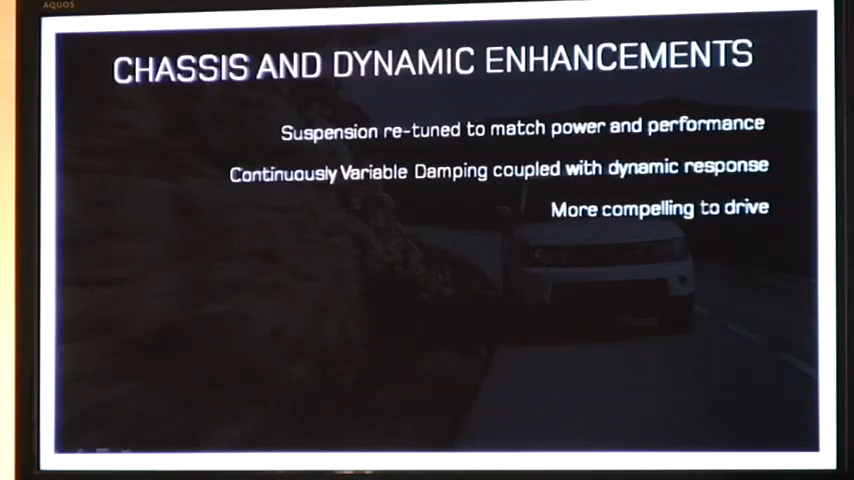 AQUOS
CHASSIS AND DYNAMIC ENHANCEMENTS
Suspension re-tuned to match power and performance
Continuously Variable Damping coupled with dynamic response
More compelling to drive